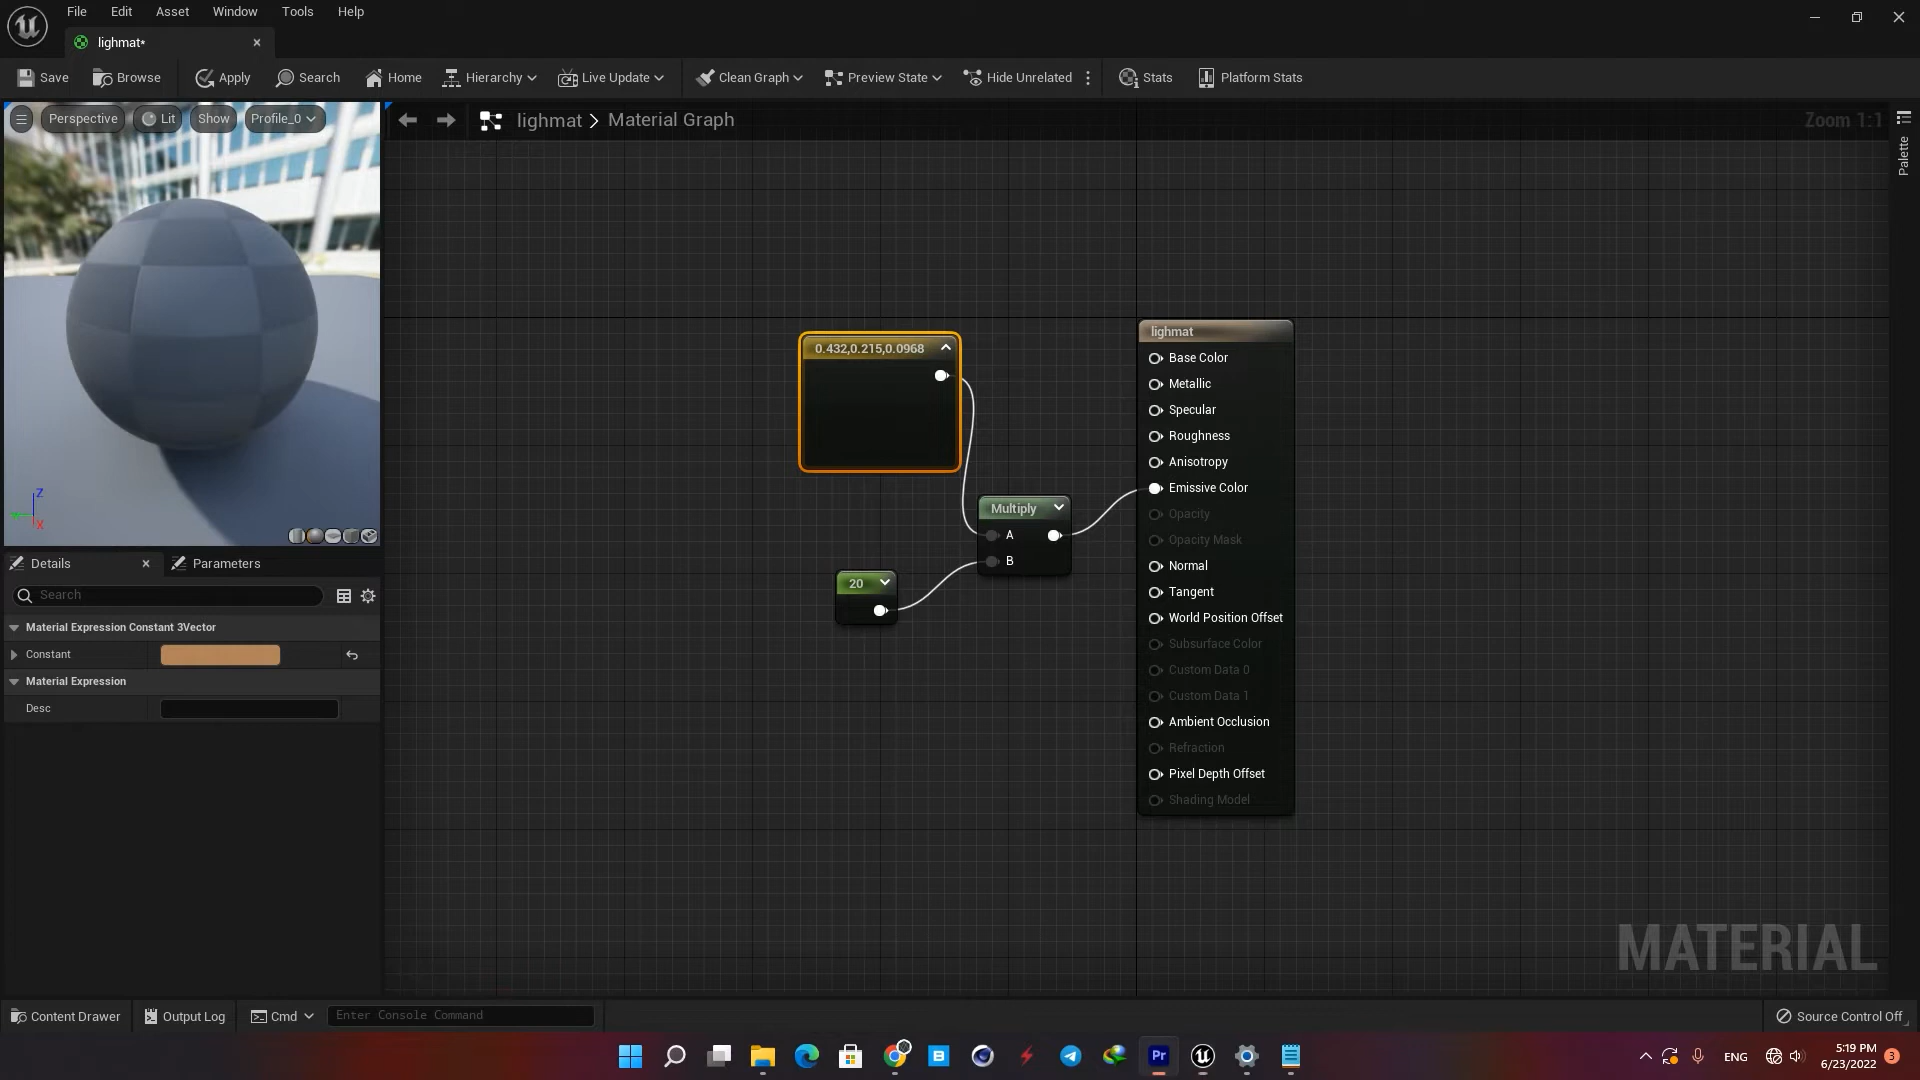 File Edit Asset Window Tools Help
lighmat*
Save Browse Apply Search Home Hierarchy Live Update Clean Graph Preview State Hide Unrelated Stats Platform Stats
Perspective Lit Show Profile_0
lighmat > Material Graph
Zoom 1:1
Palette
0.432,0.215,0.0968
lighmat
Base Color
Metallic
Specular
Roughness
Anisotropy
Emissive Color
Opacity
Opacity Mask
Normal
Tangent
World Position Offset
Subsurface Color
Custom Data 0
Custom Data 1
Ambient Occlusion
Refraction
Pixel Depth Offset
Shading Model
Multiply
A
B
20
Z
X
Details Parameters
Search
Material Expression Constant 3Vector
Constant
Material Expression
Desc
MATERIAL
Content Drawer Output Log Cmd Enter Console Command Source Control Off
Pr
ENG
5:19 PM
6/23/2022
3